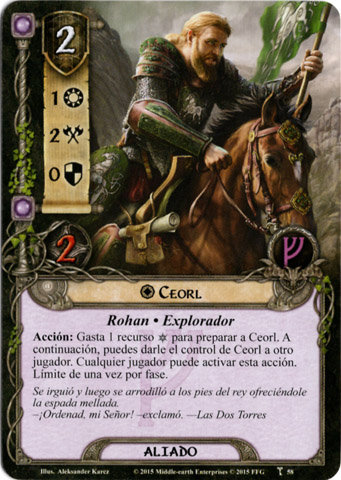 2
1
2
0
2
Ceorl
Rohan • Explorador
Acción: Gasta 1 recurso para preparar a Ceorl. A
continuación, puedes darle el control de Ceorl a otro
jugador. Cualquier jugador puede activar esta acción.
Límite de una vez por fase.
Se irguió y luego se arrodilló a los pies del rey ofreciéndole
la espada mellada.
–¡Ordenad, mi Señor! –exclamó. —Las Dos Torres
ALIADO
Illus. Aleksander Karcz © 2015 Middle-earth Enterprises © 2015 FFG 58